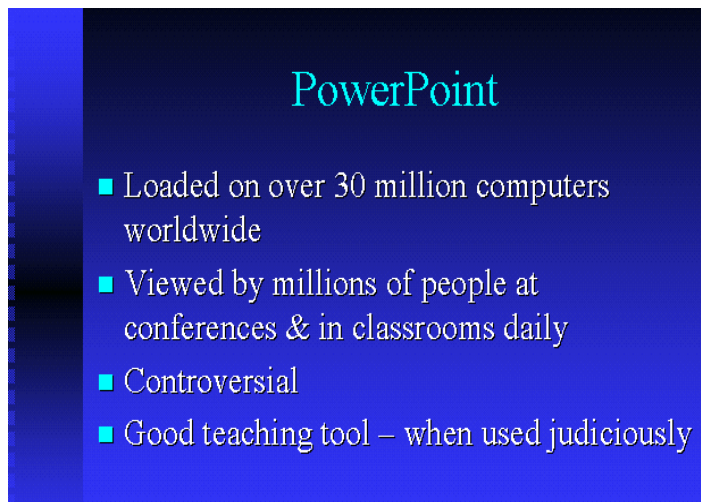 PowerPoint
Loaded on over 30 million computers
worldwide
Viewed by millions of people at
conferences & in classrooms daily
Controversial
Good teaching tool – when used judiciously